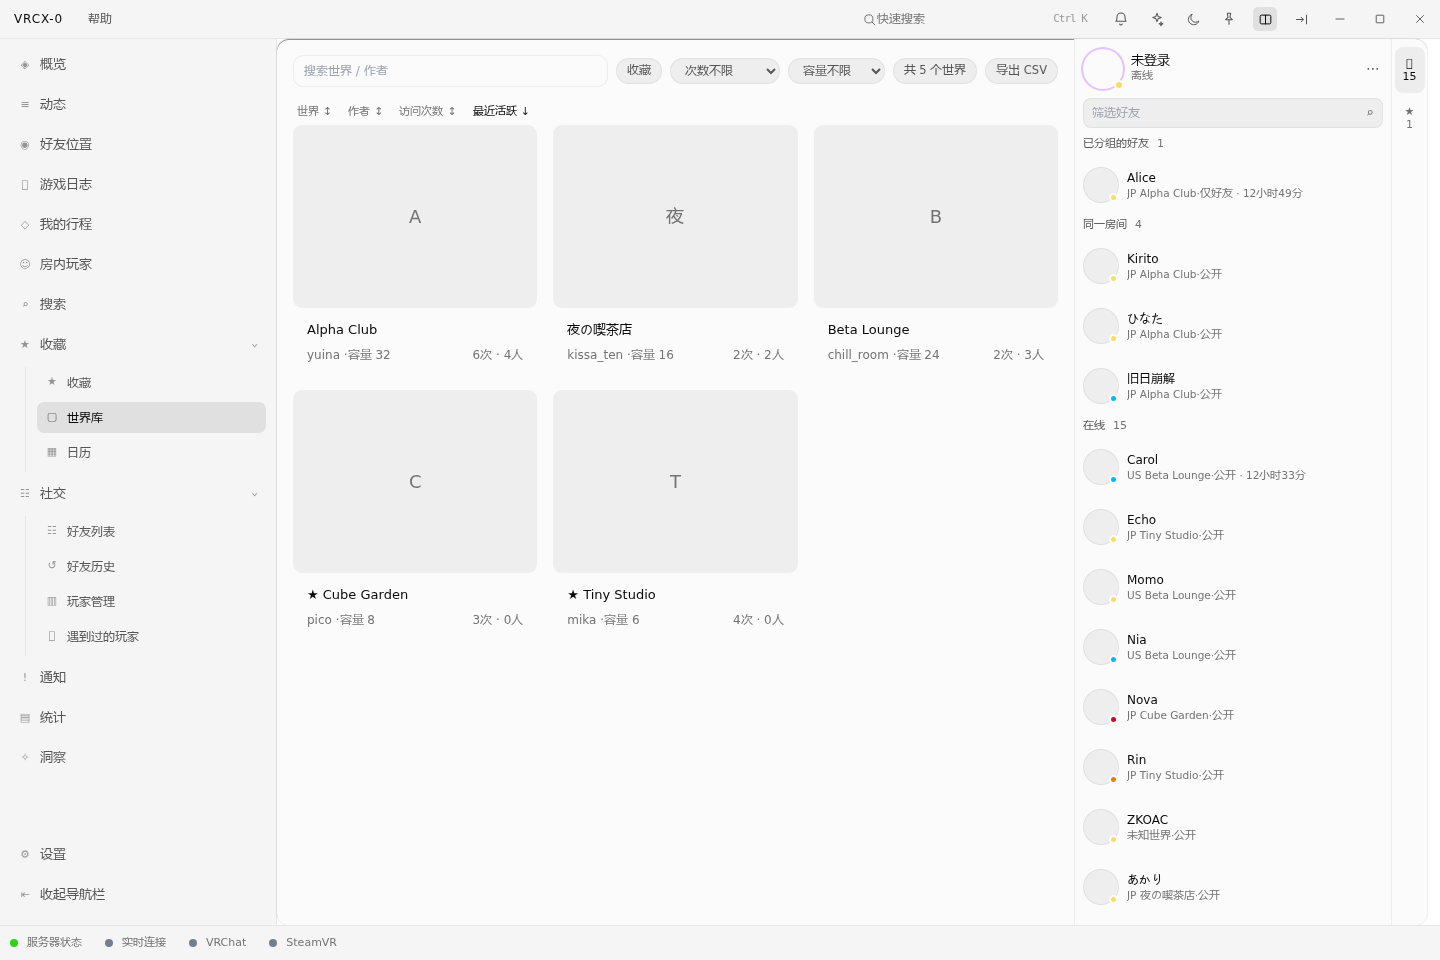 VRCX-0
帮助
快速搜索
Ctrl K
概览
动态
好友位置
游戏日志
我的行程
房内玩家
搜索
收藏
收藏
世界库
日历
社交
好友列表
好友历史
玩家管理
遇到过的玩家
通知
统计
洞察
设置
收起导航栏
搜索世界 / 作者
收藏
次数不限
容量不限
共 5 个世界
导出 CSV
世界 ↕ 作者 ↕ 访问次数 ↕ 最近活跃 ↓
A
夜
B
Alpha Club
yuina ·容量 32 6次 · 4人
夜の喫茶店
kissa_ten ·容量 16 2次 · 2人
Beta Lounge
chill_room ·容量 24 2次 · 3人
C
T
★ Cube Garden
pico ·容量 8 3次 · 0人
★ Tiny Studio
mika ·容量 6 4次 · 0人
未登录
离线
筛选好友
已分组的好友 1
Alice
JP Alpha Club·仅好友 · 12小时49分
同一房间 4
Kirito
JP Alpha Club·公开
ひなた
JP Alpha Club·公开
旧日崩解
JP Alpha Club·公开
在线 15
Carol
US Beta Lounge·公开 · 12小时33分
Echo
JP Tiny Studio·公开
Momo
US Beta Lounge·公开
Nia
US Beta Lounge·公开
Nova
JP Cube Garden·公开
Rin
JP Tiny Studio·公开
ZKOAC
未知世界·公开
あかり
JP 夜の喫茶店·公开
15
★
1
服务器状态
实时连接
VRChat
SteamVR